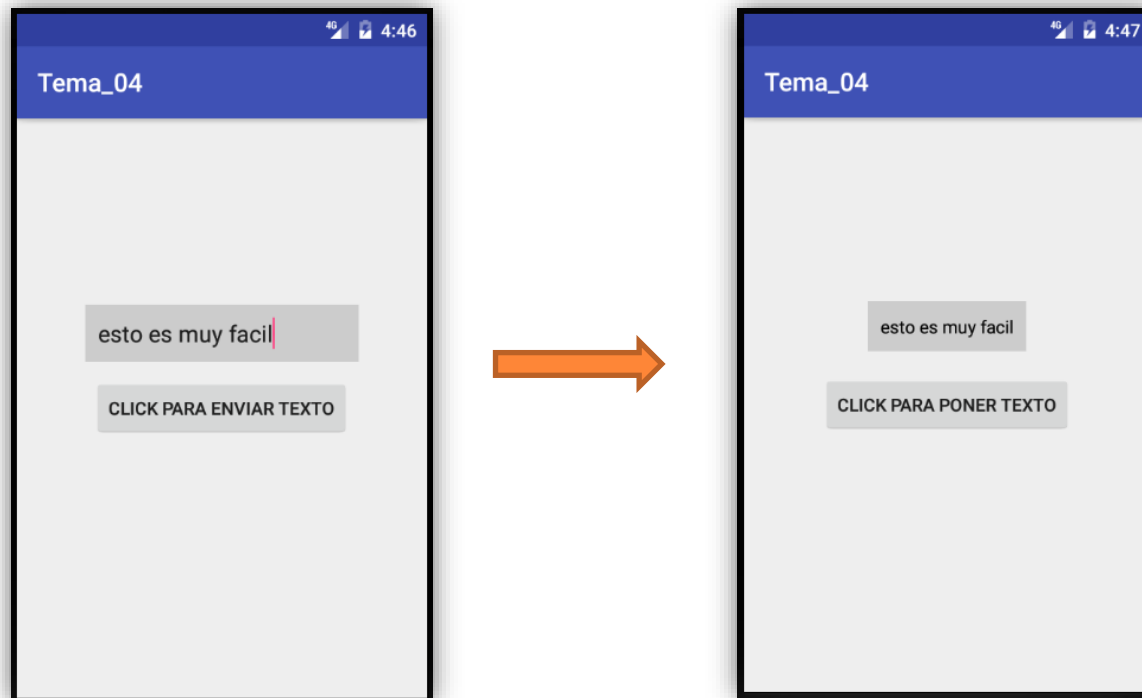 4G 4:46
Tema_04
esto es muy facil
CLICK PARA ENVIAR TEXTO
4G 4:47
Tema_04
esto es muy facil
CLICK PARA PONER TEXTO